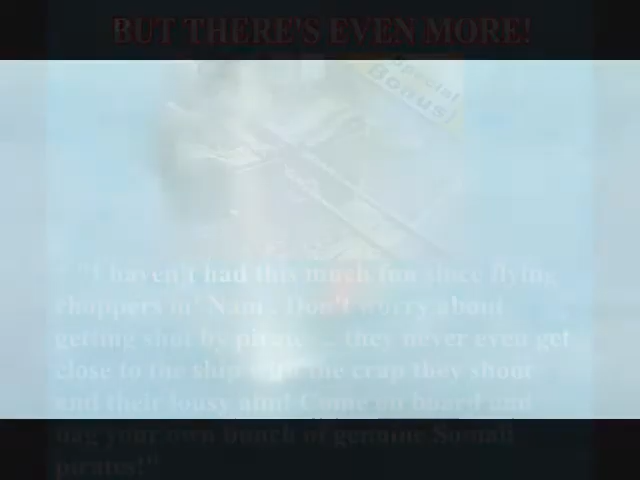 BUT THERE'S EVEN MORE!
Special
Bonus!
"I haven't had this much fun since flying
choppers in 'Nam. Don't worry about
getting shot by pirates ... they never even get
close to the ship with the crap they shoot
and their lousy aim! Come on board and
bag your own bunch of genuine Somali
pirates!"